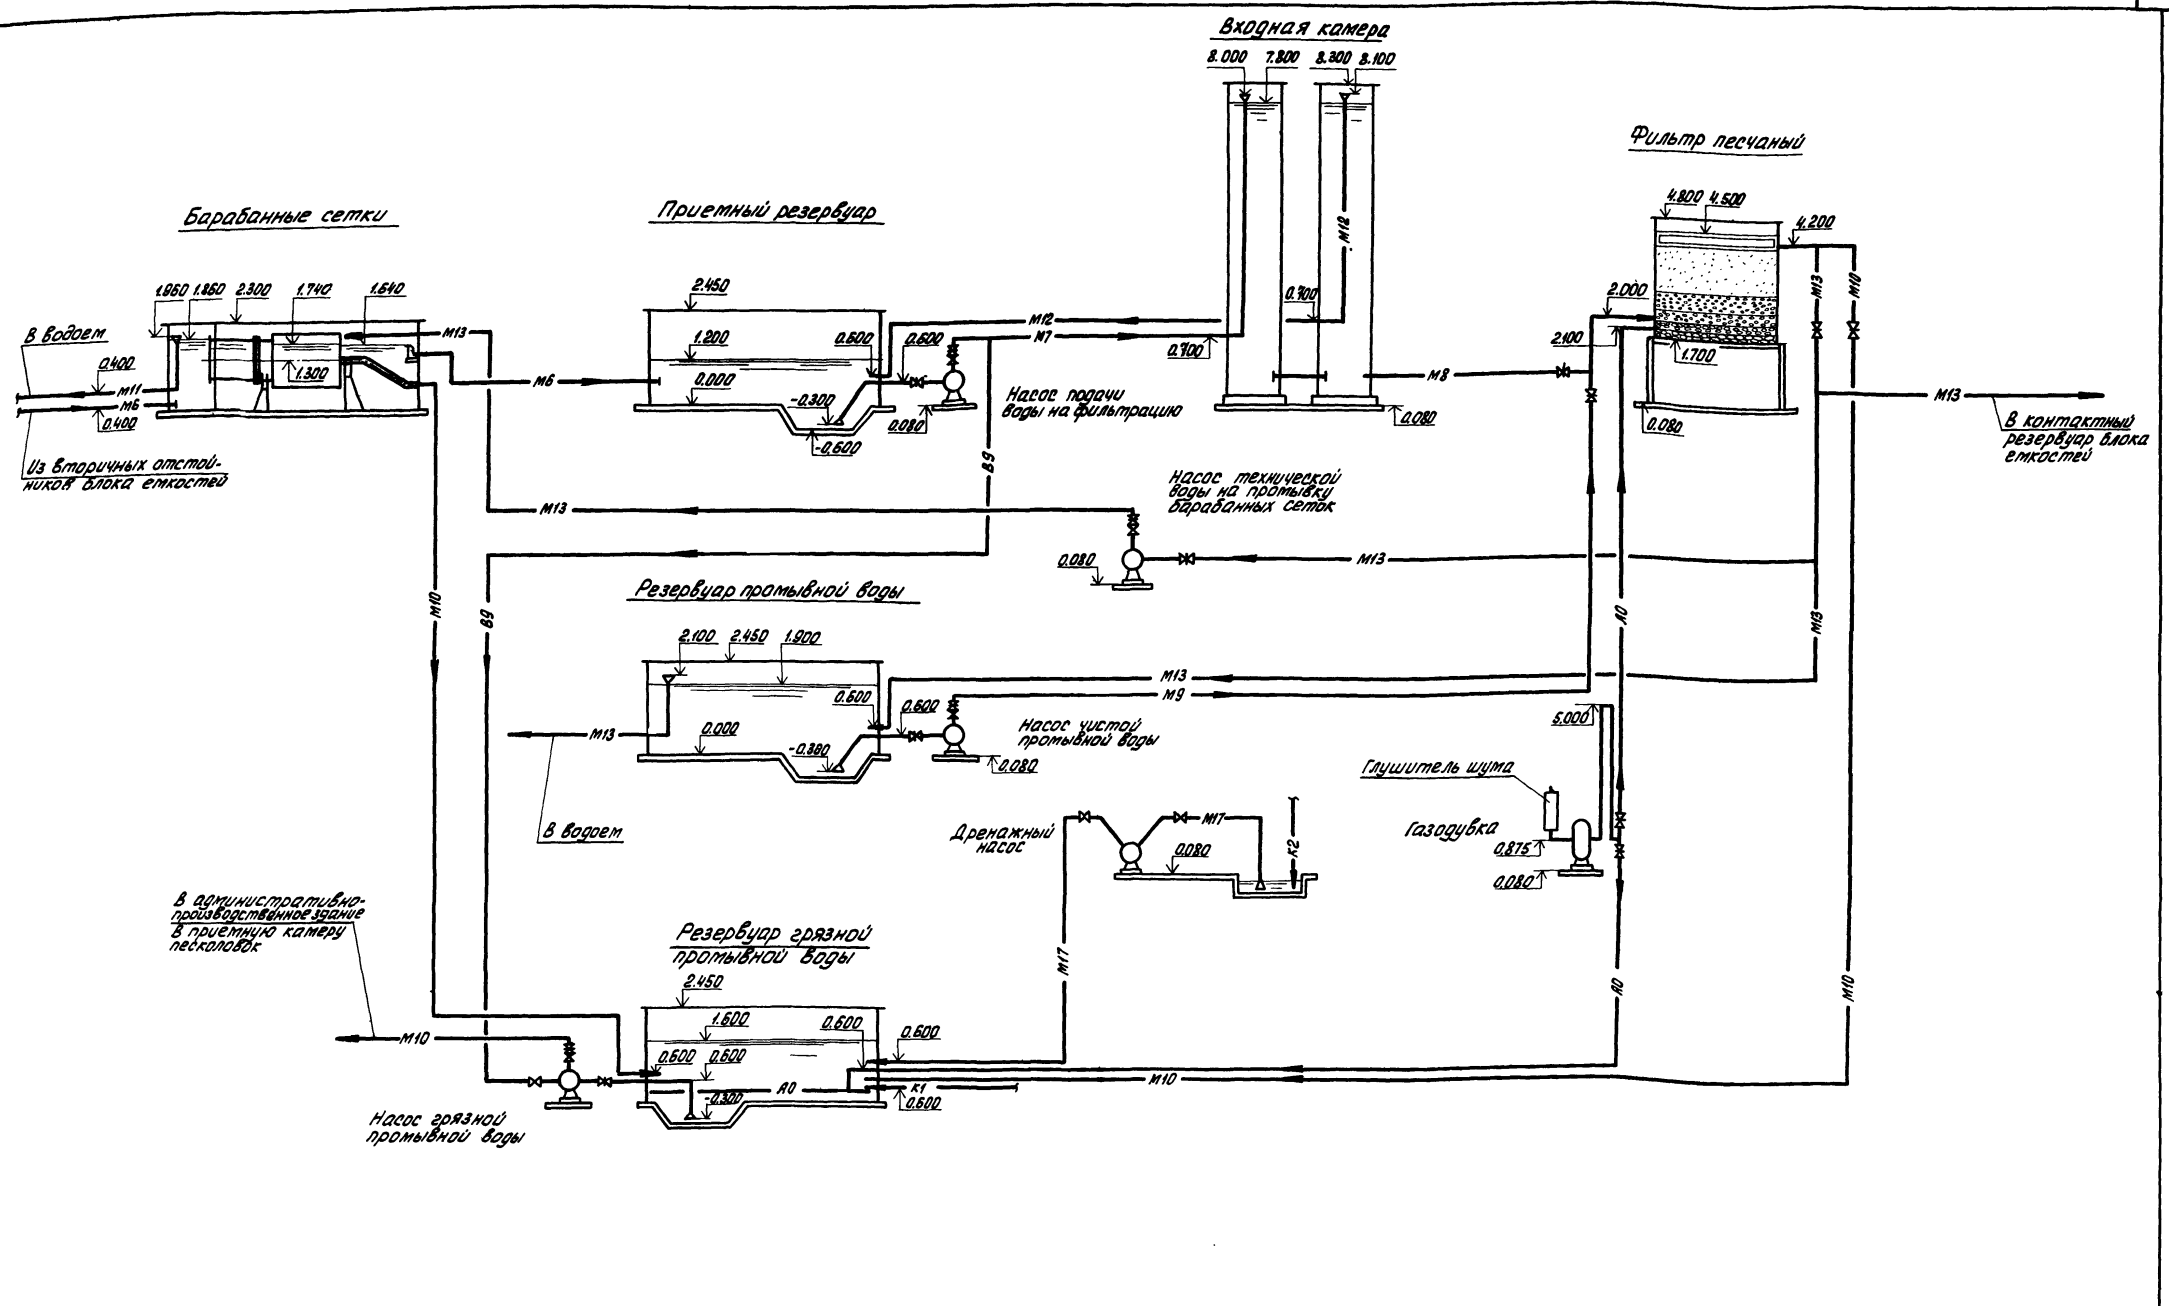 Входная камера
8.000
7.800
8.300
8.100
Фильтр песчаный
4.800
4.500
4.200
Барабанные сетки
Приемный резервуар
1.960
1.860
2.300
1.740
1.640
М13
В водоем
0.400
М11
М6
0.400
1.300
Из вторичных отстой-
ников блока емкостей
М6
2.450
1.200
0.000
0.600
0.600
-0.300
-0.600
0.080
М12
М7
Насос подачи
воды на фильтрацию
В9
0.700
0.700
М12
М8
0.080
2.000
2.100
1.700
0.080
М13
М10
М13
В контактный
резервуар блока
емкостей
Насос технической
воды на промывку
барабанных сеток
М13
0.080
М13
М10
В9
А0
М13
Резервуар промывной воды
2.100
2.450
1.900
0.600
0.600
0.000
-0.380
0.080
М13
М9
Насос чистой
промывной воды
М13
В водоем
5.000
Глушитель шума
Газодувка
0.875
0.080
Дренажный
насос
М17
0.080
К2
М17
А0
М10
В административно-
производственное здание
В приемную камеру
песколовок
М10
Резервуар грязной
промывной воды
2.450
1.600
0.600
0.600
0.600
0.600
А0
-0.300
М10
К1
0.600
Насос грязной
промывной воды